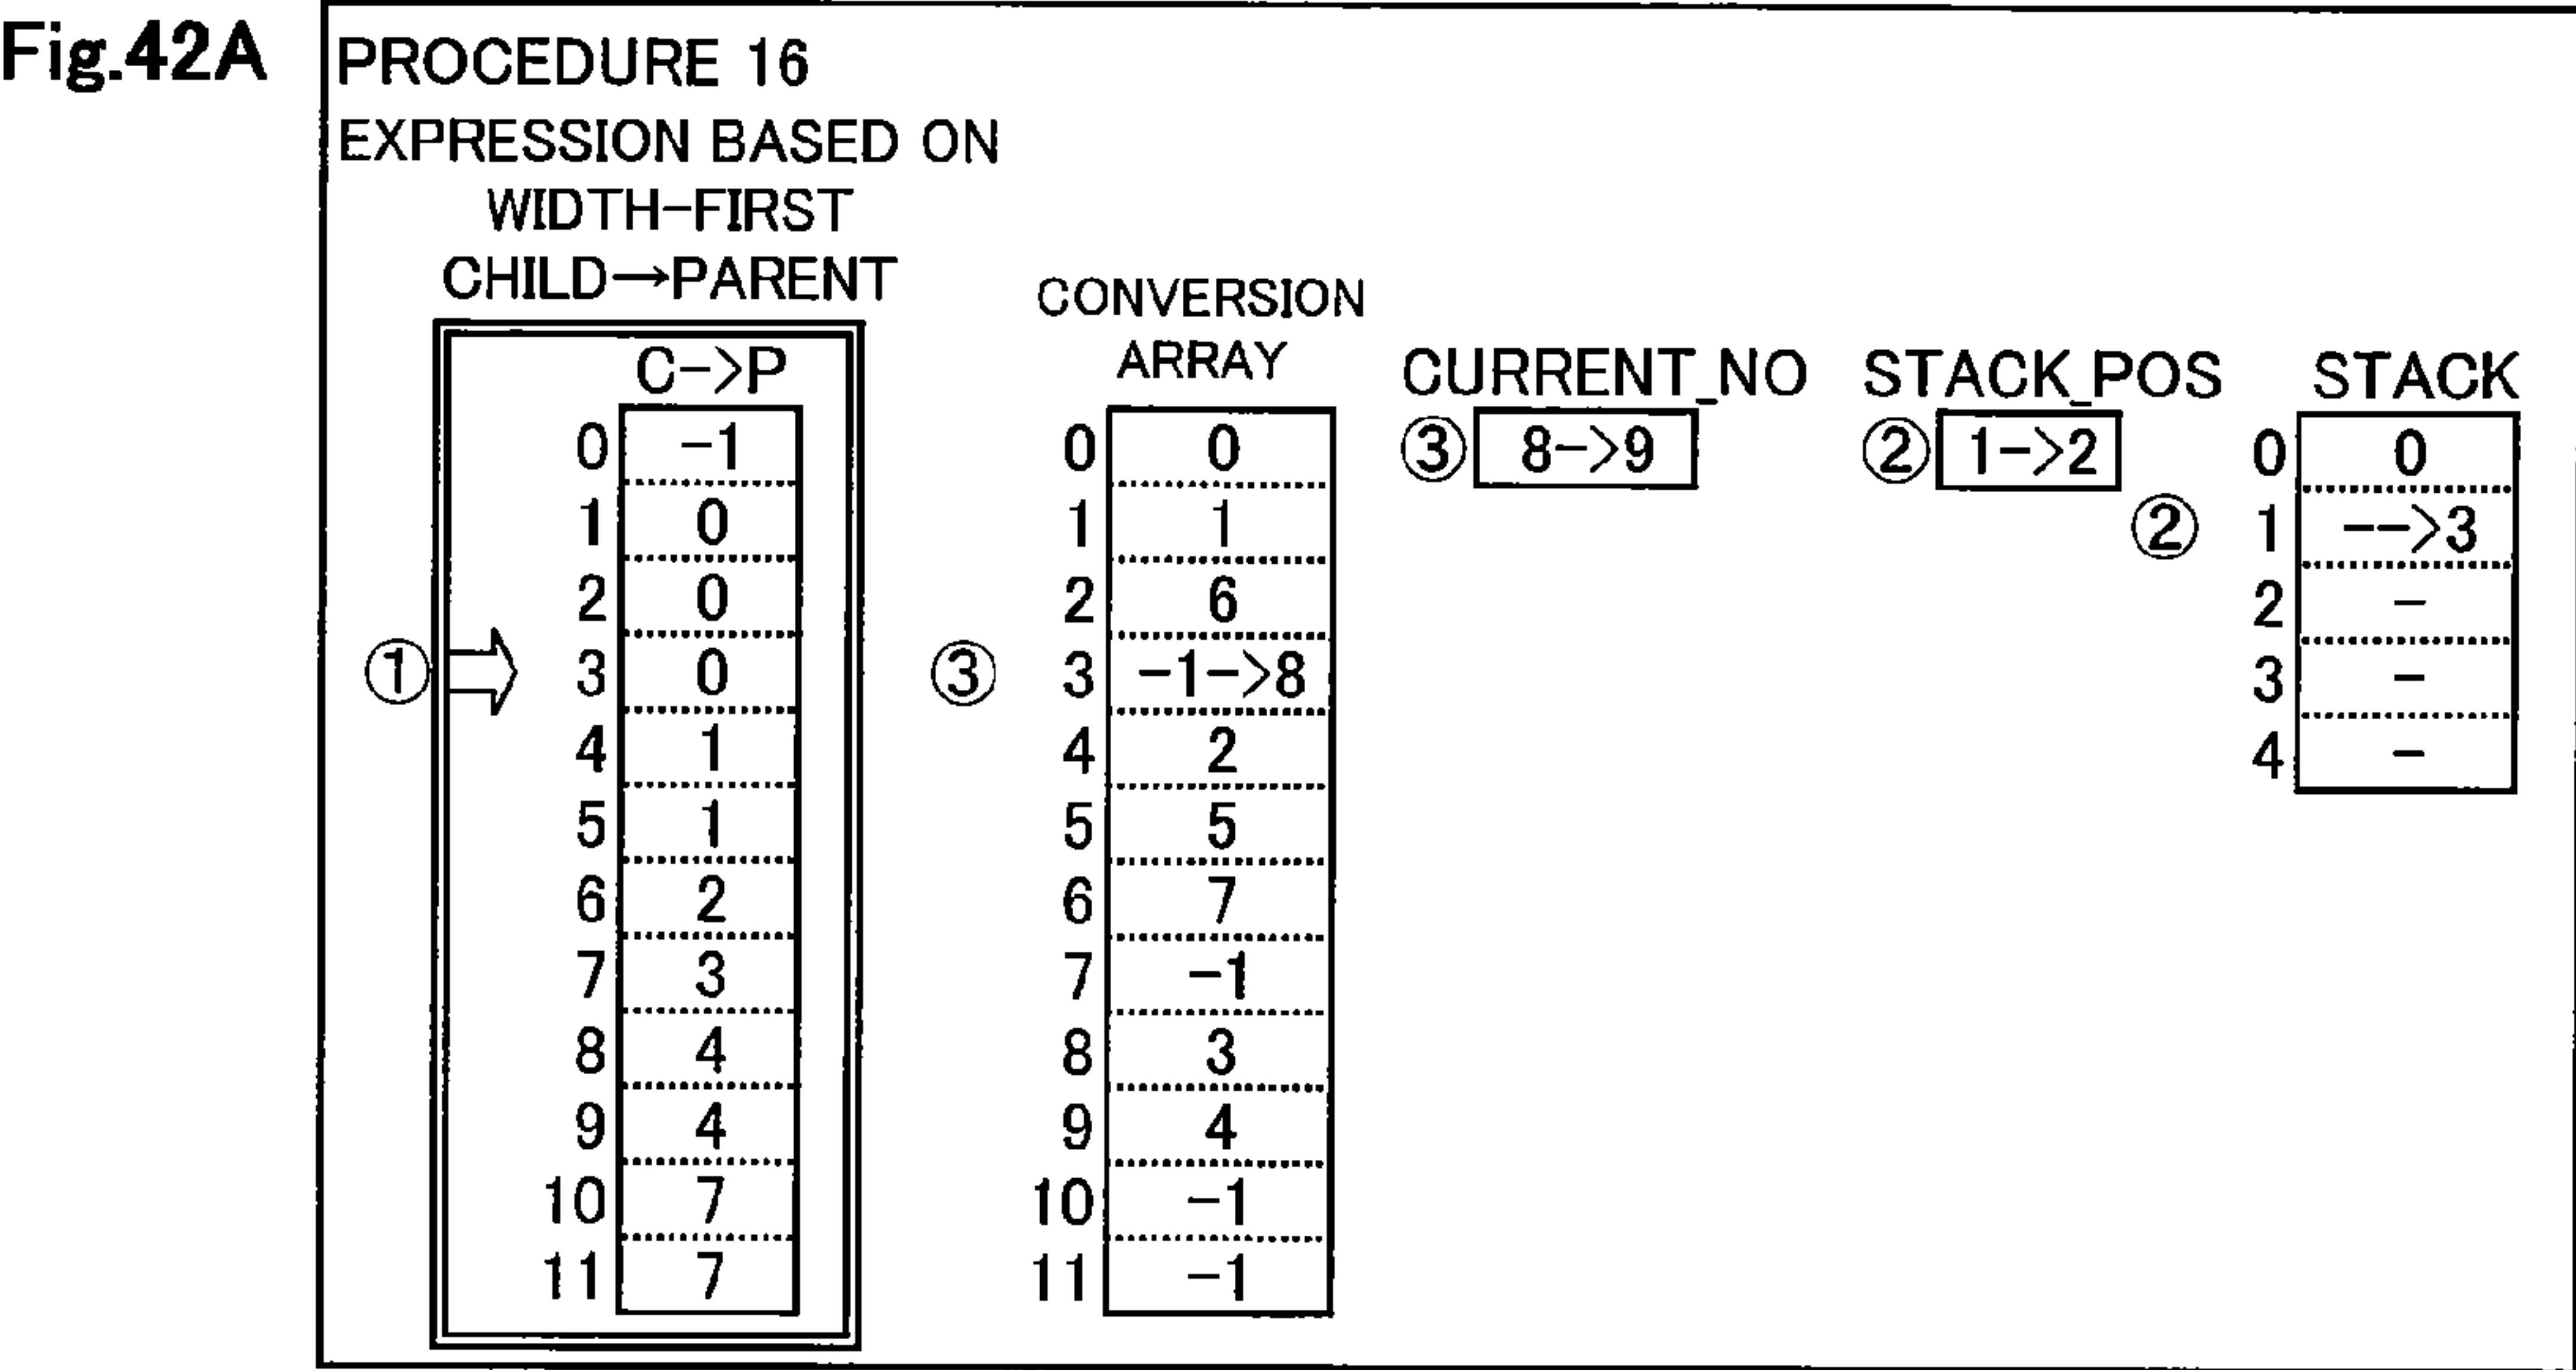 Fig.42A
PROCEDURE 16
EXPRESSION BASED ON
WIDTH-FIRST
CHILD→PARENT
C->P
0 -1
1 0
2 0
① 3 0
4 1
5 1
6 2
7 3
8 4
9 4
10 7
11 7
CONVERSION
ARRAY
0 0
1 1
2 6
③ 3 -1->8
4 2
5 5
6 7
7 -1
8 3
9 4
10 -1
11 -1
CURRENT_NO
③ 8->9
STACK_POS
② 1->2
STACK
0 0
② 1 -->3
2 -
3 -
4 -